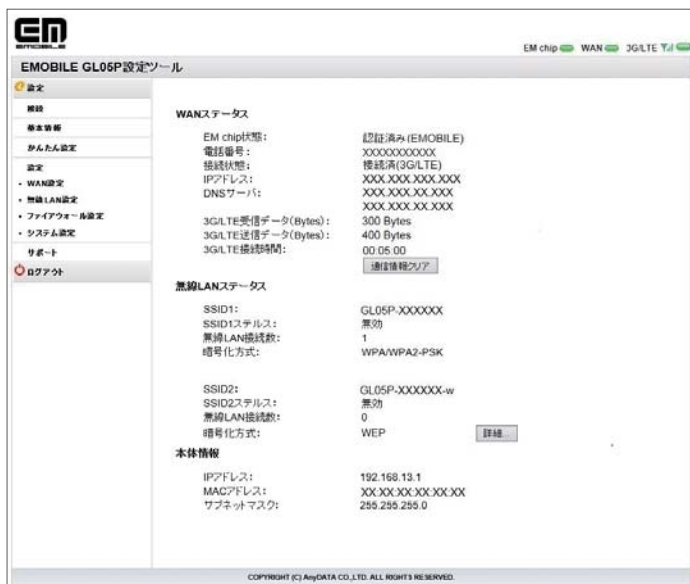 EM
EMOBILE
EM chip WAN 3G/LTE
EMOBILE GL05P設定ツール
設定
接続
基本情報
かんたん設定
設定
・ WAN設定
・ 無線LAN設定
・ ファイアウォール設定
・ システム設定
サポート
ログアウト
WANステータス
EM chip状態: 認証済み(EMOBILE)
電話番号: XXXXXXXXXXX
接続状態: 接続済(3G/LTE)
IPアドレス: XXX.XXX.XXX.XXX
DNSサーバ: XXX.XXX.XX.XXX
XXX.XXX.XX.XXX
3G/LTE受信データ(Bytes): 300 Bytes
3G/LTE送信データ(Bytes): 400 Bytes
3G/LTE接続時間: 00:05:00
通信情報クリア
無線LANステータス
SSID1: GL05P-XXXXXX
SSID1ステルス: 無効
無線LAN接続数: 1
暗号化方式: WPA/WPA2-PSK
SSID2: GL05P-XXXXXX-w
SSID2ステルス: 無効
無線LAN接続数: 0
暗号化方式: WEP 詳細...
本体情報
IPアドレス: 192.168.13.1
MACアドレス: XX:XX:XX:XX:XX:XX
サブネットマスク: 255.255.255.0
COPYRIGHT (C) AnyDATA CO.,LTD. ALL RIGHTS RESERVED.